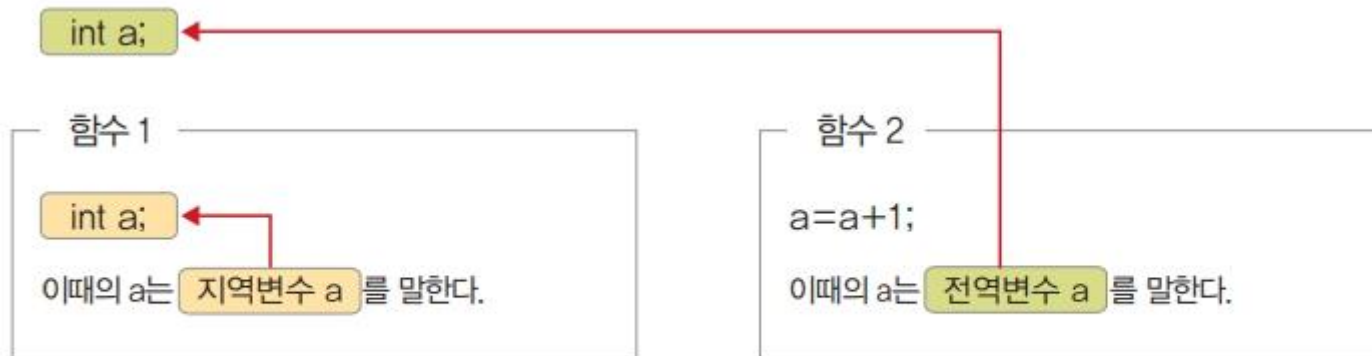 int a;
함수 1
int a;
이때의 a는 지역변수 a 를 말한다.
함수 2
a=a+1;
이때의 a는 전역변수 a 를 말한다.